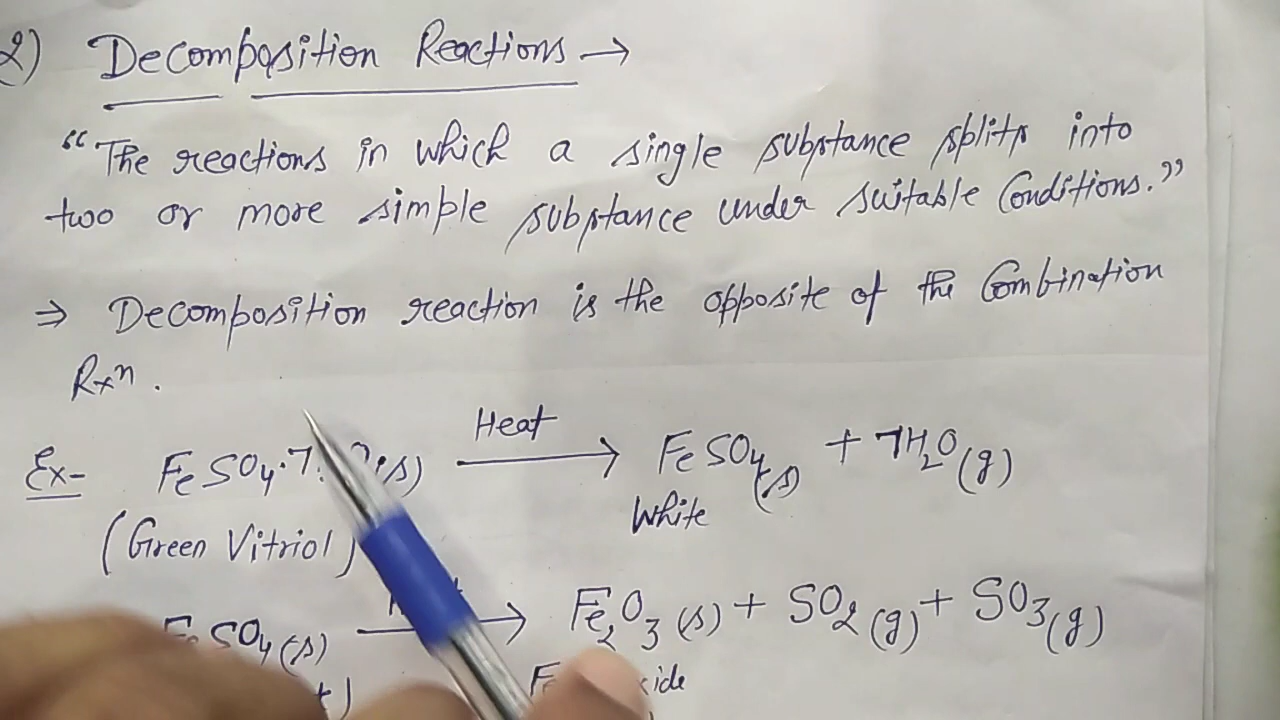 2) Decomposition Reactions →
“The reactions in which a single substance splits into
two or more simple substance under suitable Conditions.”
⇒ Decomposition reaction is the opposite of the Combination
Rxⁿ.
Ex- FeSO₄·7 (s) Heat → FeSO₄(s) + 7H₂O(g)
(Green Vitriol) White
FeSO₄(s) → Fe₂O₃(s) + SO₂(g) + SO₃(g)